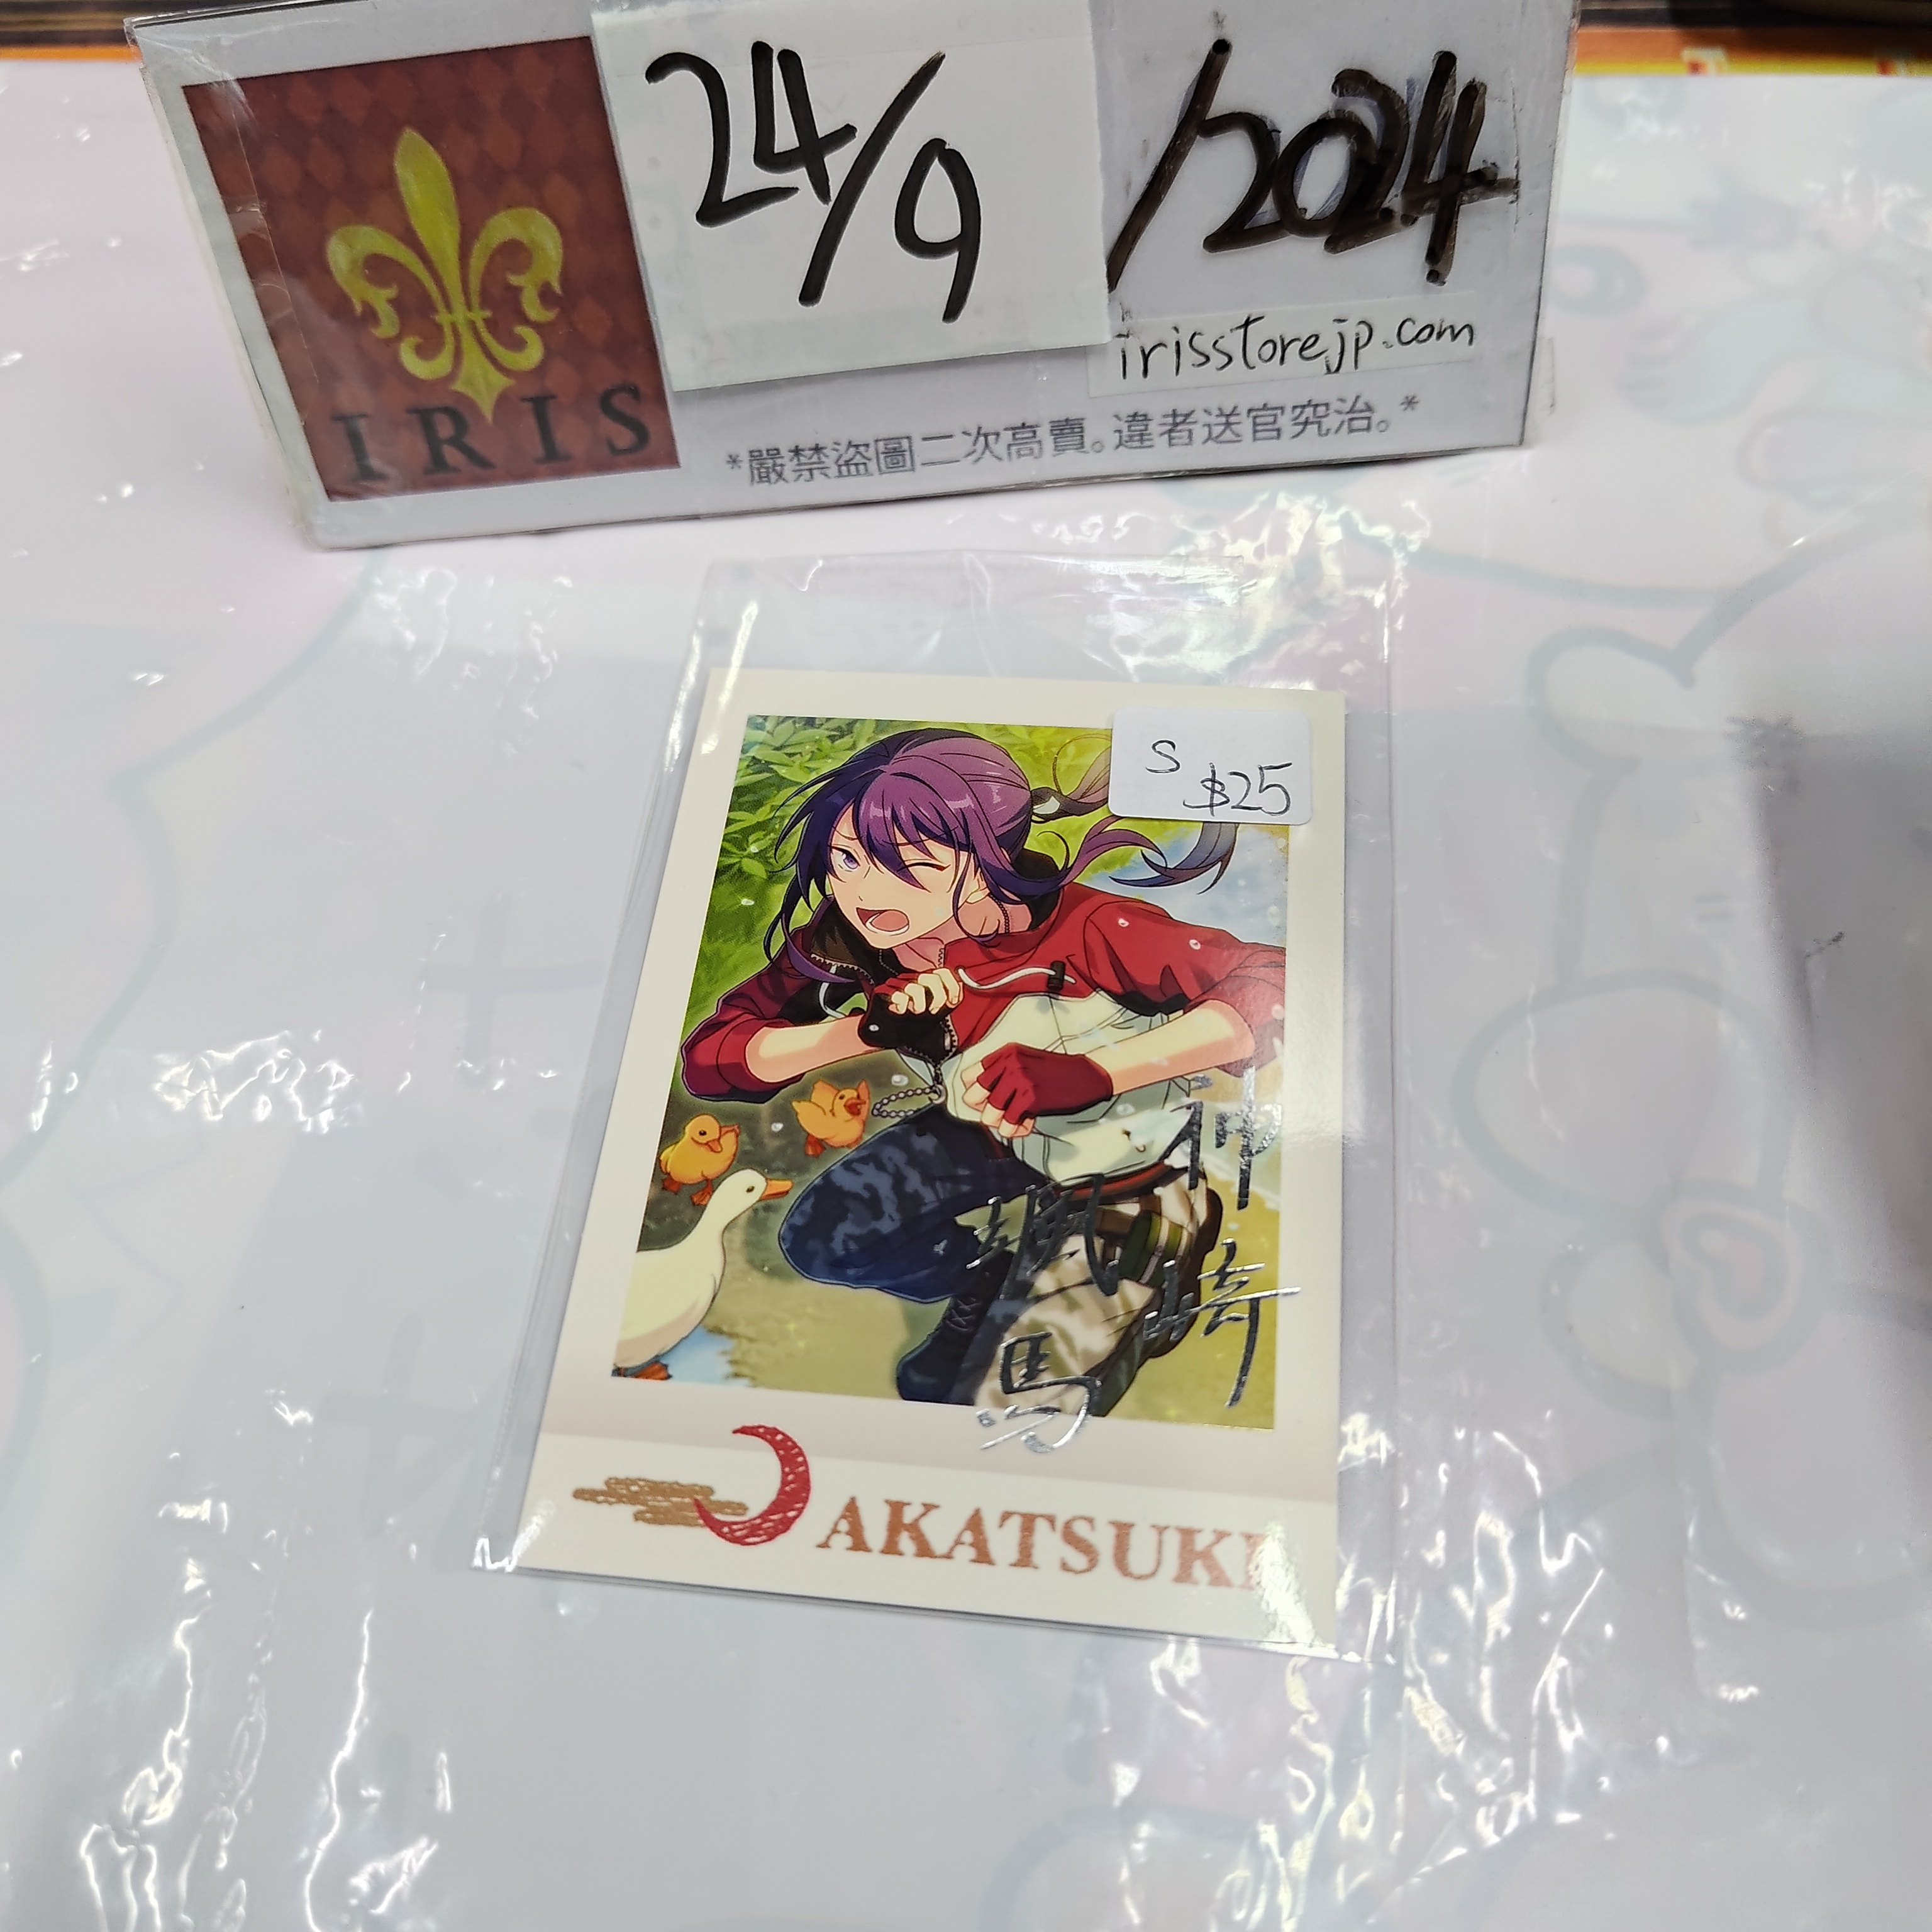 24/9/2024
irisstorejp.com
IRIS
*嚴禁盜圖二次高賣。違者送官究治。*
S
$25
神崎
颯馬
AKATSUKI